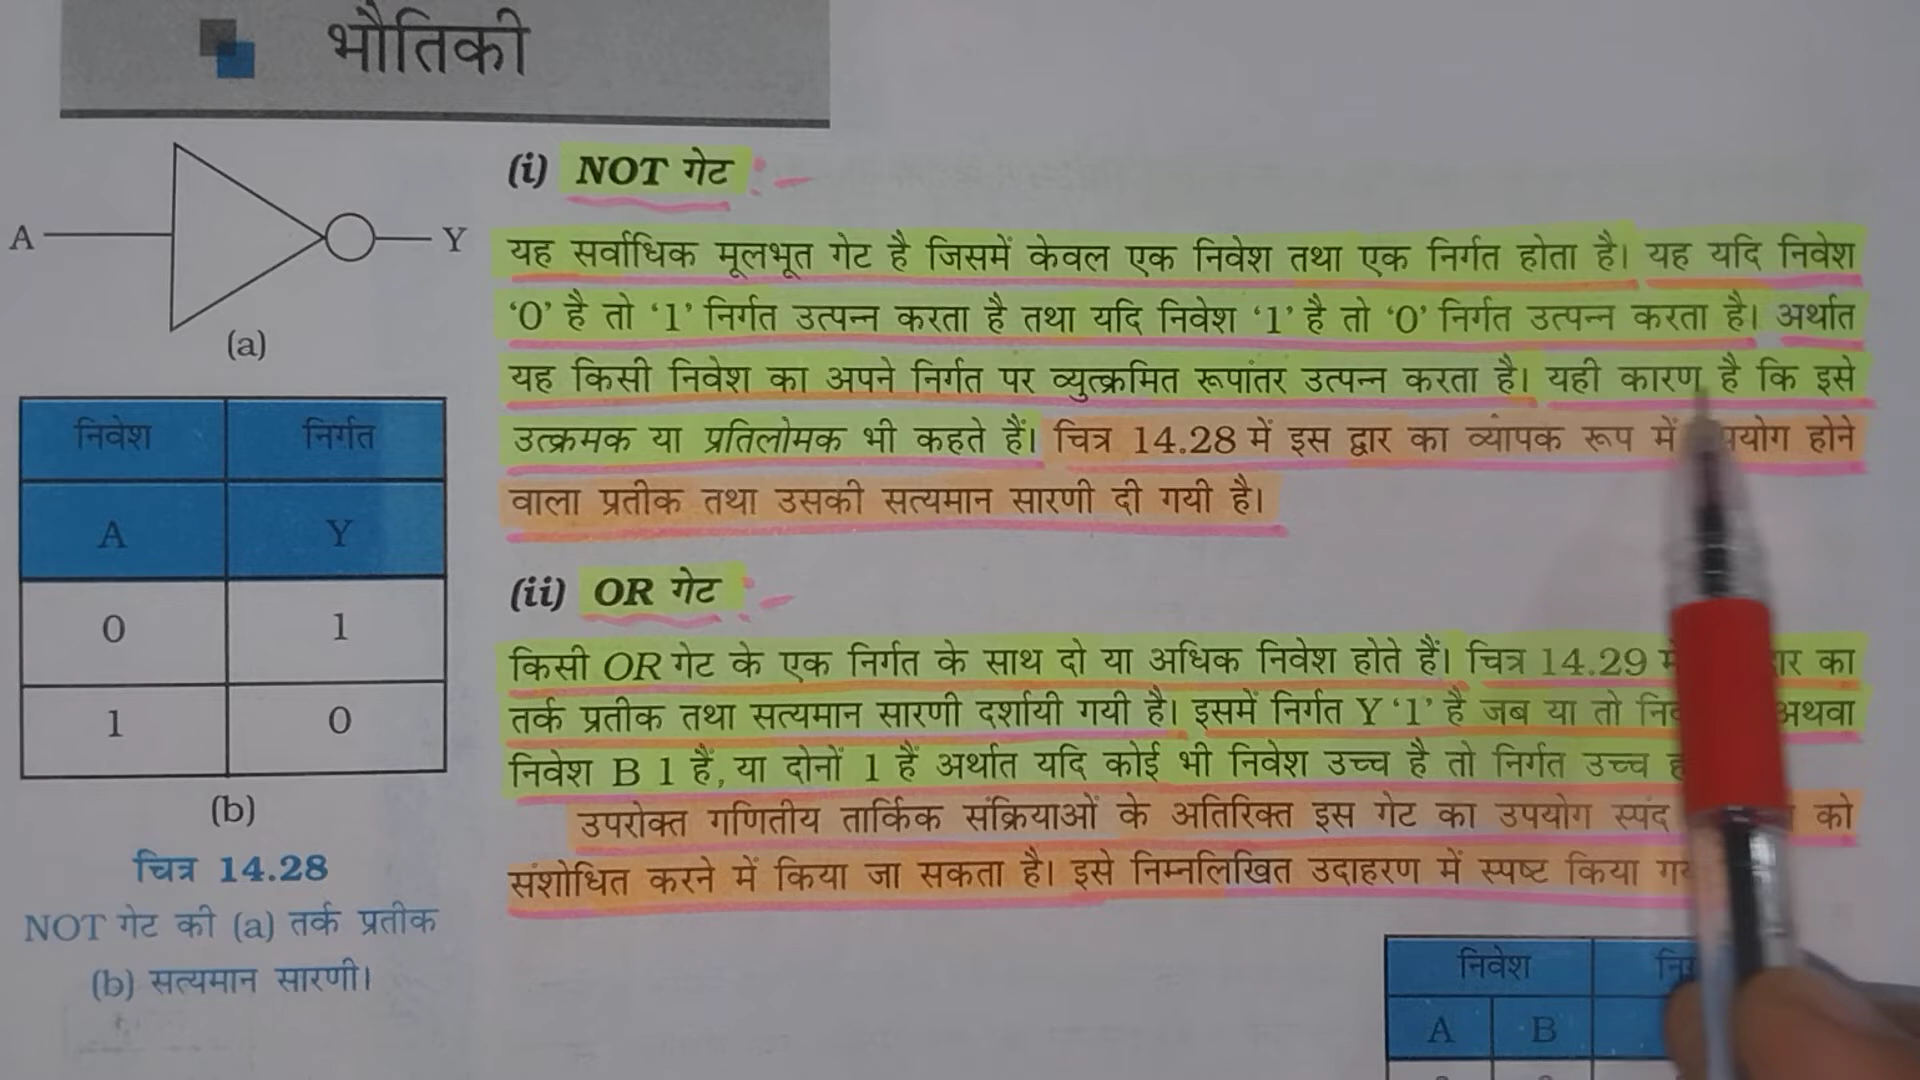 भौतिकी
A
Y
(a)
निवेश
निर्गत
A
Y
0
1
1
0
(b)
चित्र 14.28
NOT गेट की (a) तर्क प्रतीक
(b) सत्यमान सारणी।
(i) NOT गेट :-
यह सर्वाधिक मूलभूत गेट है जिसमें केवल एक निवेश तथा एक निर्गत होता है। यह यदि निवेश
‘0’ है तो ‘1’ निर्गत उत्पन्न करता है तथा यदि निवेश ‘1’ है तो ‘0’ निर्गत उत्पन्न करता है। अर्थात
यह किसी निवेश का अपने निर्गत पर व्युत्क्रमित रूपांतर उत्पन्न करता है। यही कारण है कि इसे
उत्क्रमक या प्रतिलोमक भी कहते हैं। चित्र 14.28 में इस द्वार का व्यापक रूप में होने
वाला प्रतीक तथा उसकी सत्यमान सारणी दी गयी है।
(ii) OR गेट :-
किसी OR गेट के एक निर्गत के साथ दो या अधिक निवेश होते हैं। चित्र 14.29 का
तर्क प्रतीक तथा सत्यमान सारणी दर्शायी गयी है। इसमें निर्गत Y ‘1’ है जब या तो अथवा
निवेश B 1 हैं, या दोनों 1 हैं अर्थात यदि कोई भी निवेश उच्च है तो निर्गत उच्च
उपरोक्त गणितीय तार्किक संक्रियाओं के अतिरिक्त इस गेट का उपयोग स्पंद को
संशोधित करने में किया जा सकता है। इसे निम्नलिखित उदाहरण में स्पष्ट किया
निवेश
A
B